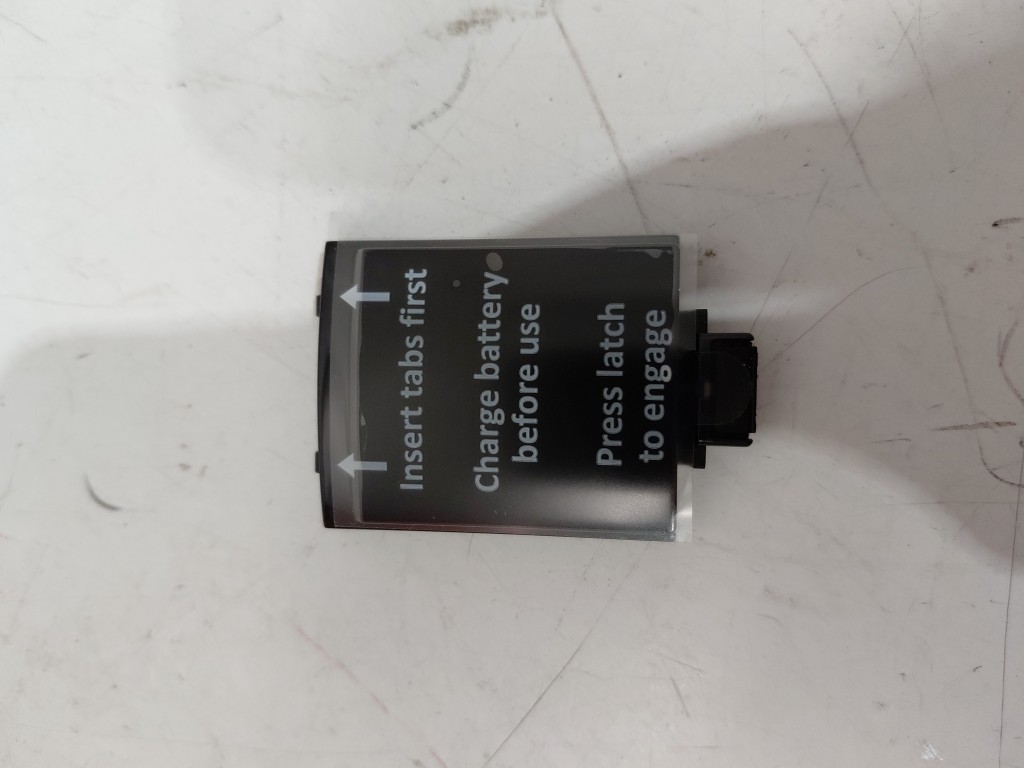 Insert tabs first
Charge battery
before use
Press latch
to engage